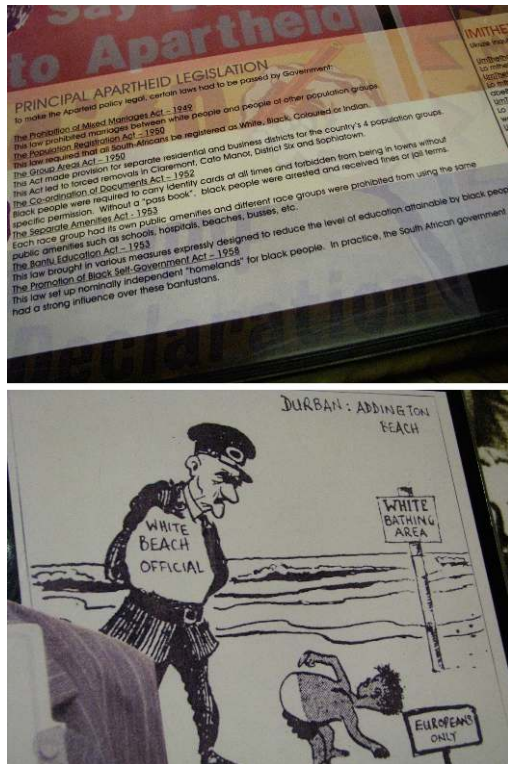 Say
to Apartheid
PRINCIPAL APARTHEID LEGISLATION
To make the Aparteid policy legal, certain laws had to be passed by Government:
The Prohibition of Mixed Marriages Act - 1949
This law prohibited marriages between white people and people of other population groups.
The Population Registration Act - 1950
This law required that all South-Africans be registered as White, Black, Coloured or Indian.
The Group Areas Act - 1950
This Act made provision for separate residential and business districts for the country's 4 population groups.
This Act led to forced removals in Claremont, Cato Manor, District Six and Sophiatown.
The Co-ordination of Documents Act - 1952
Black people were required to carry identity cards at all times and forbidden from being in towns without
specific permission. Without a "pass book", black people were arrested and received fines or jail terms.
The Separate Amenities Act - 1953
Each race group had its own public amenities and different race groups were prohibited from using the same
public amenities such as schools, hospitals, beaches, busses, etc.
The Bantu Education Act - 1953
This law brought in various measures expressly designed to reduce the level of education attainable by black peop
The Promotion of Black Self-Government Act - 1958
This law set up nominally independent "homelands" for black people. In practice, the South African government
had a strong influence over these bantustans.
Declaration
DURBAN: ADDINGTON
BEACH
WHITE
BEACH
OFFICIAL
WHITE
BATHING
AREA
EUROPEANS
ONLY